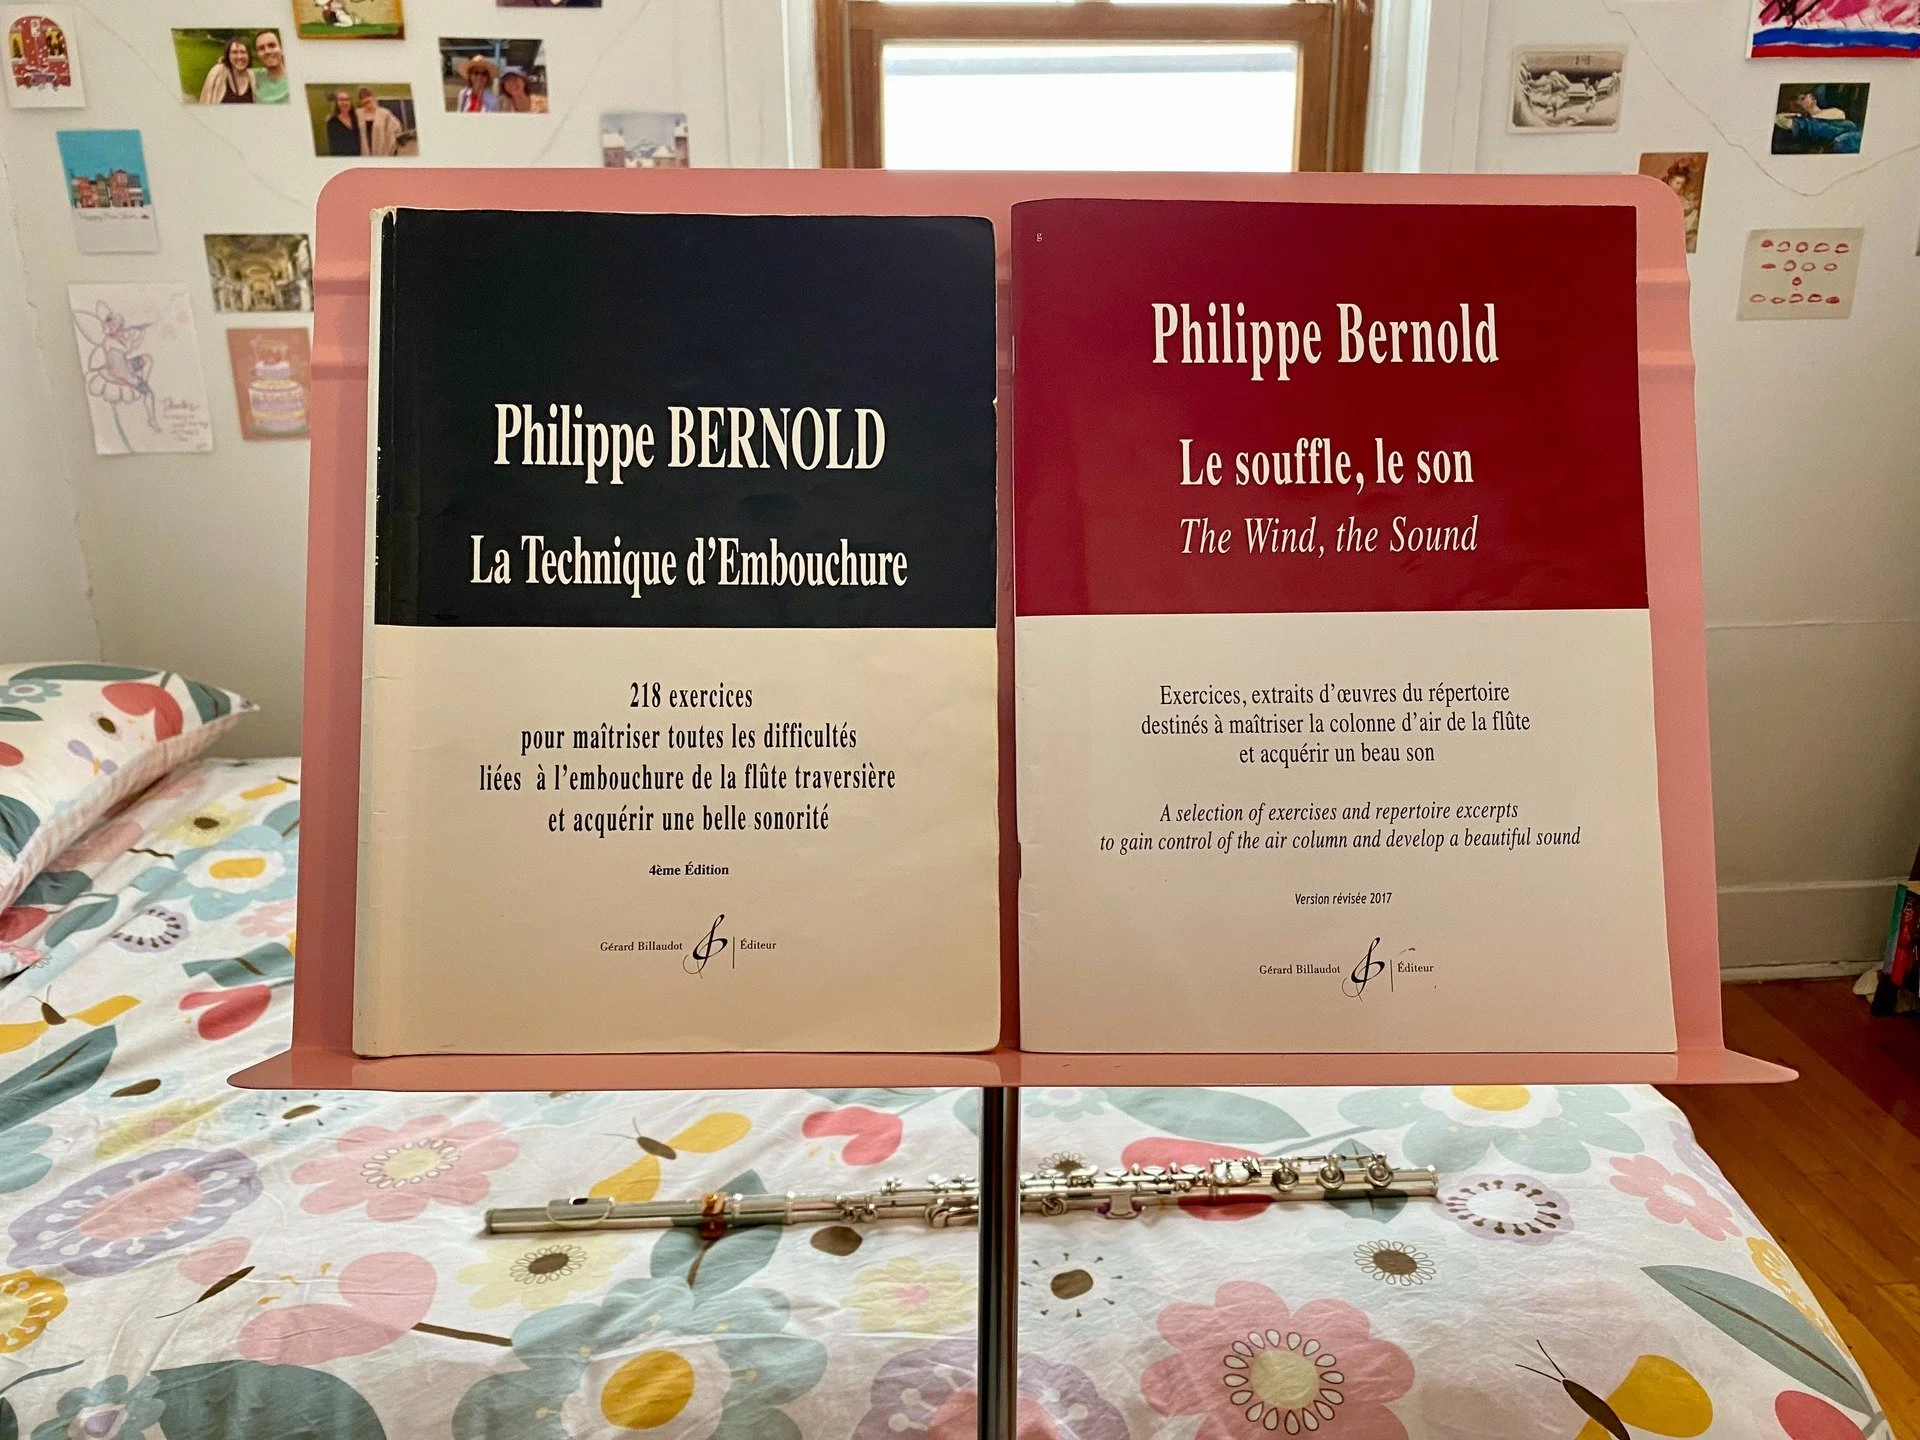 Philippe BERNOLD
La Technique d'Embouchure
218 exercices
pour maîtriser toutes les difficultés
liées à l'embouchure de la flûte traversière
et acquérir une belle sonorité
4ème Édition
Gérard Billaudot Éditeur
g
Philippe Bernold
Le souffle, le son
The Wind, the Sound
Exercices, extraits d'œuvres du répertoire
destinés à maîtriser la colonne d'air de la flûte
et acquérir un beau son
A selection of exercises and repertoire excerpts
to gain control of the air column and develop a beautiful sound
Version révisée 2017
Gérard Billaudot Éditeur